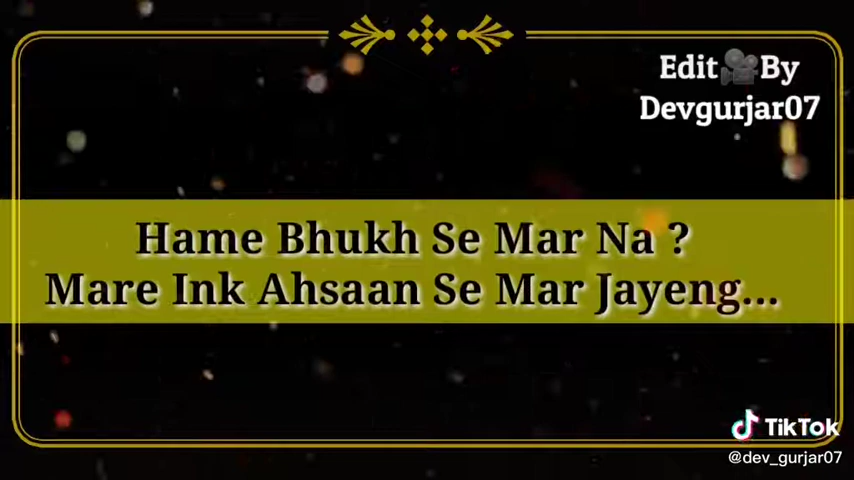 Edit🎥By
Devgurjar07
Hame Bhukh Se Mar Na ?
Mare Ink Ahsaan Se Mar Jayeng...
TikTok
@dev_gurjar07